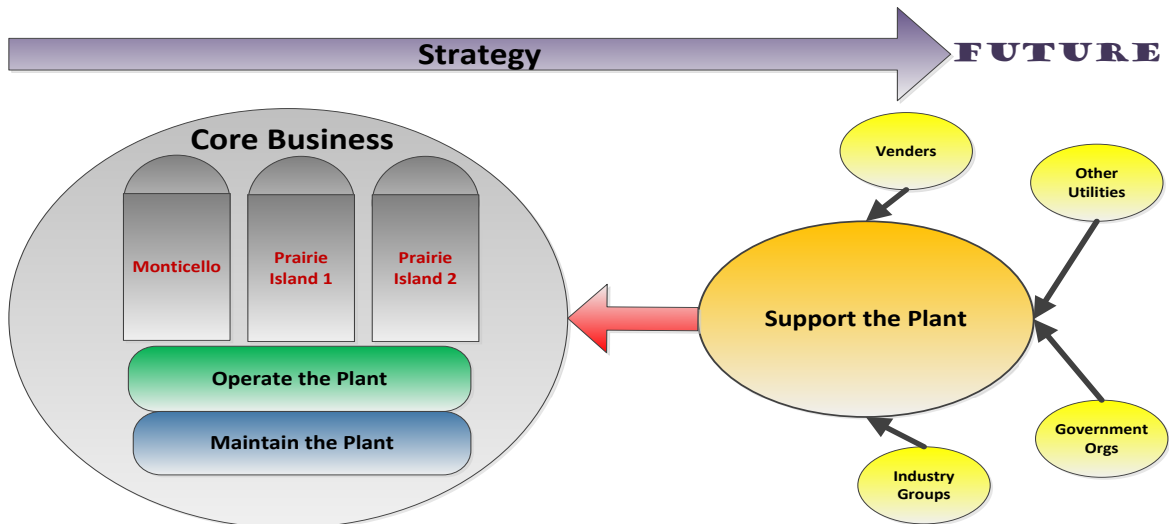 Strategy
FUTURE
Core Business
Monticello
Prairie
Island 1
Prairie
Island 2
Operate the Plant
Maintain the Plant
Venders
Other
Utilities
Support the Plant
Government
Orgs
Industry
Groups